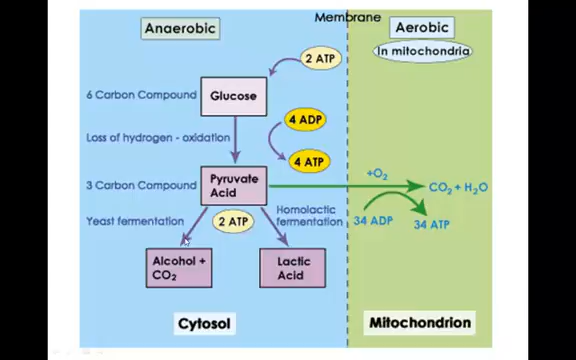 Membrane
Anaerobic
Aerobic
In mitochondria
2 ATP
6 Carbon Compound
Glucose
4 ADP
Loss of hydrogen - oxidation
4 ATP
3 Carbon Compound
Pyruvate
Acid
+O₂
CO₂ + H₂O
Yeast fermentation
2 ATP
Homolactic
fermentation
34 ADP
34 ATP
Alcohol +
CO₂
Lactic
Acid
Cytosol
Mitochondrion